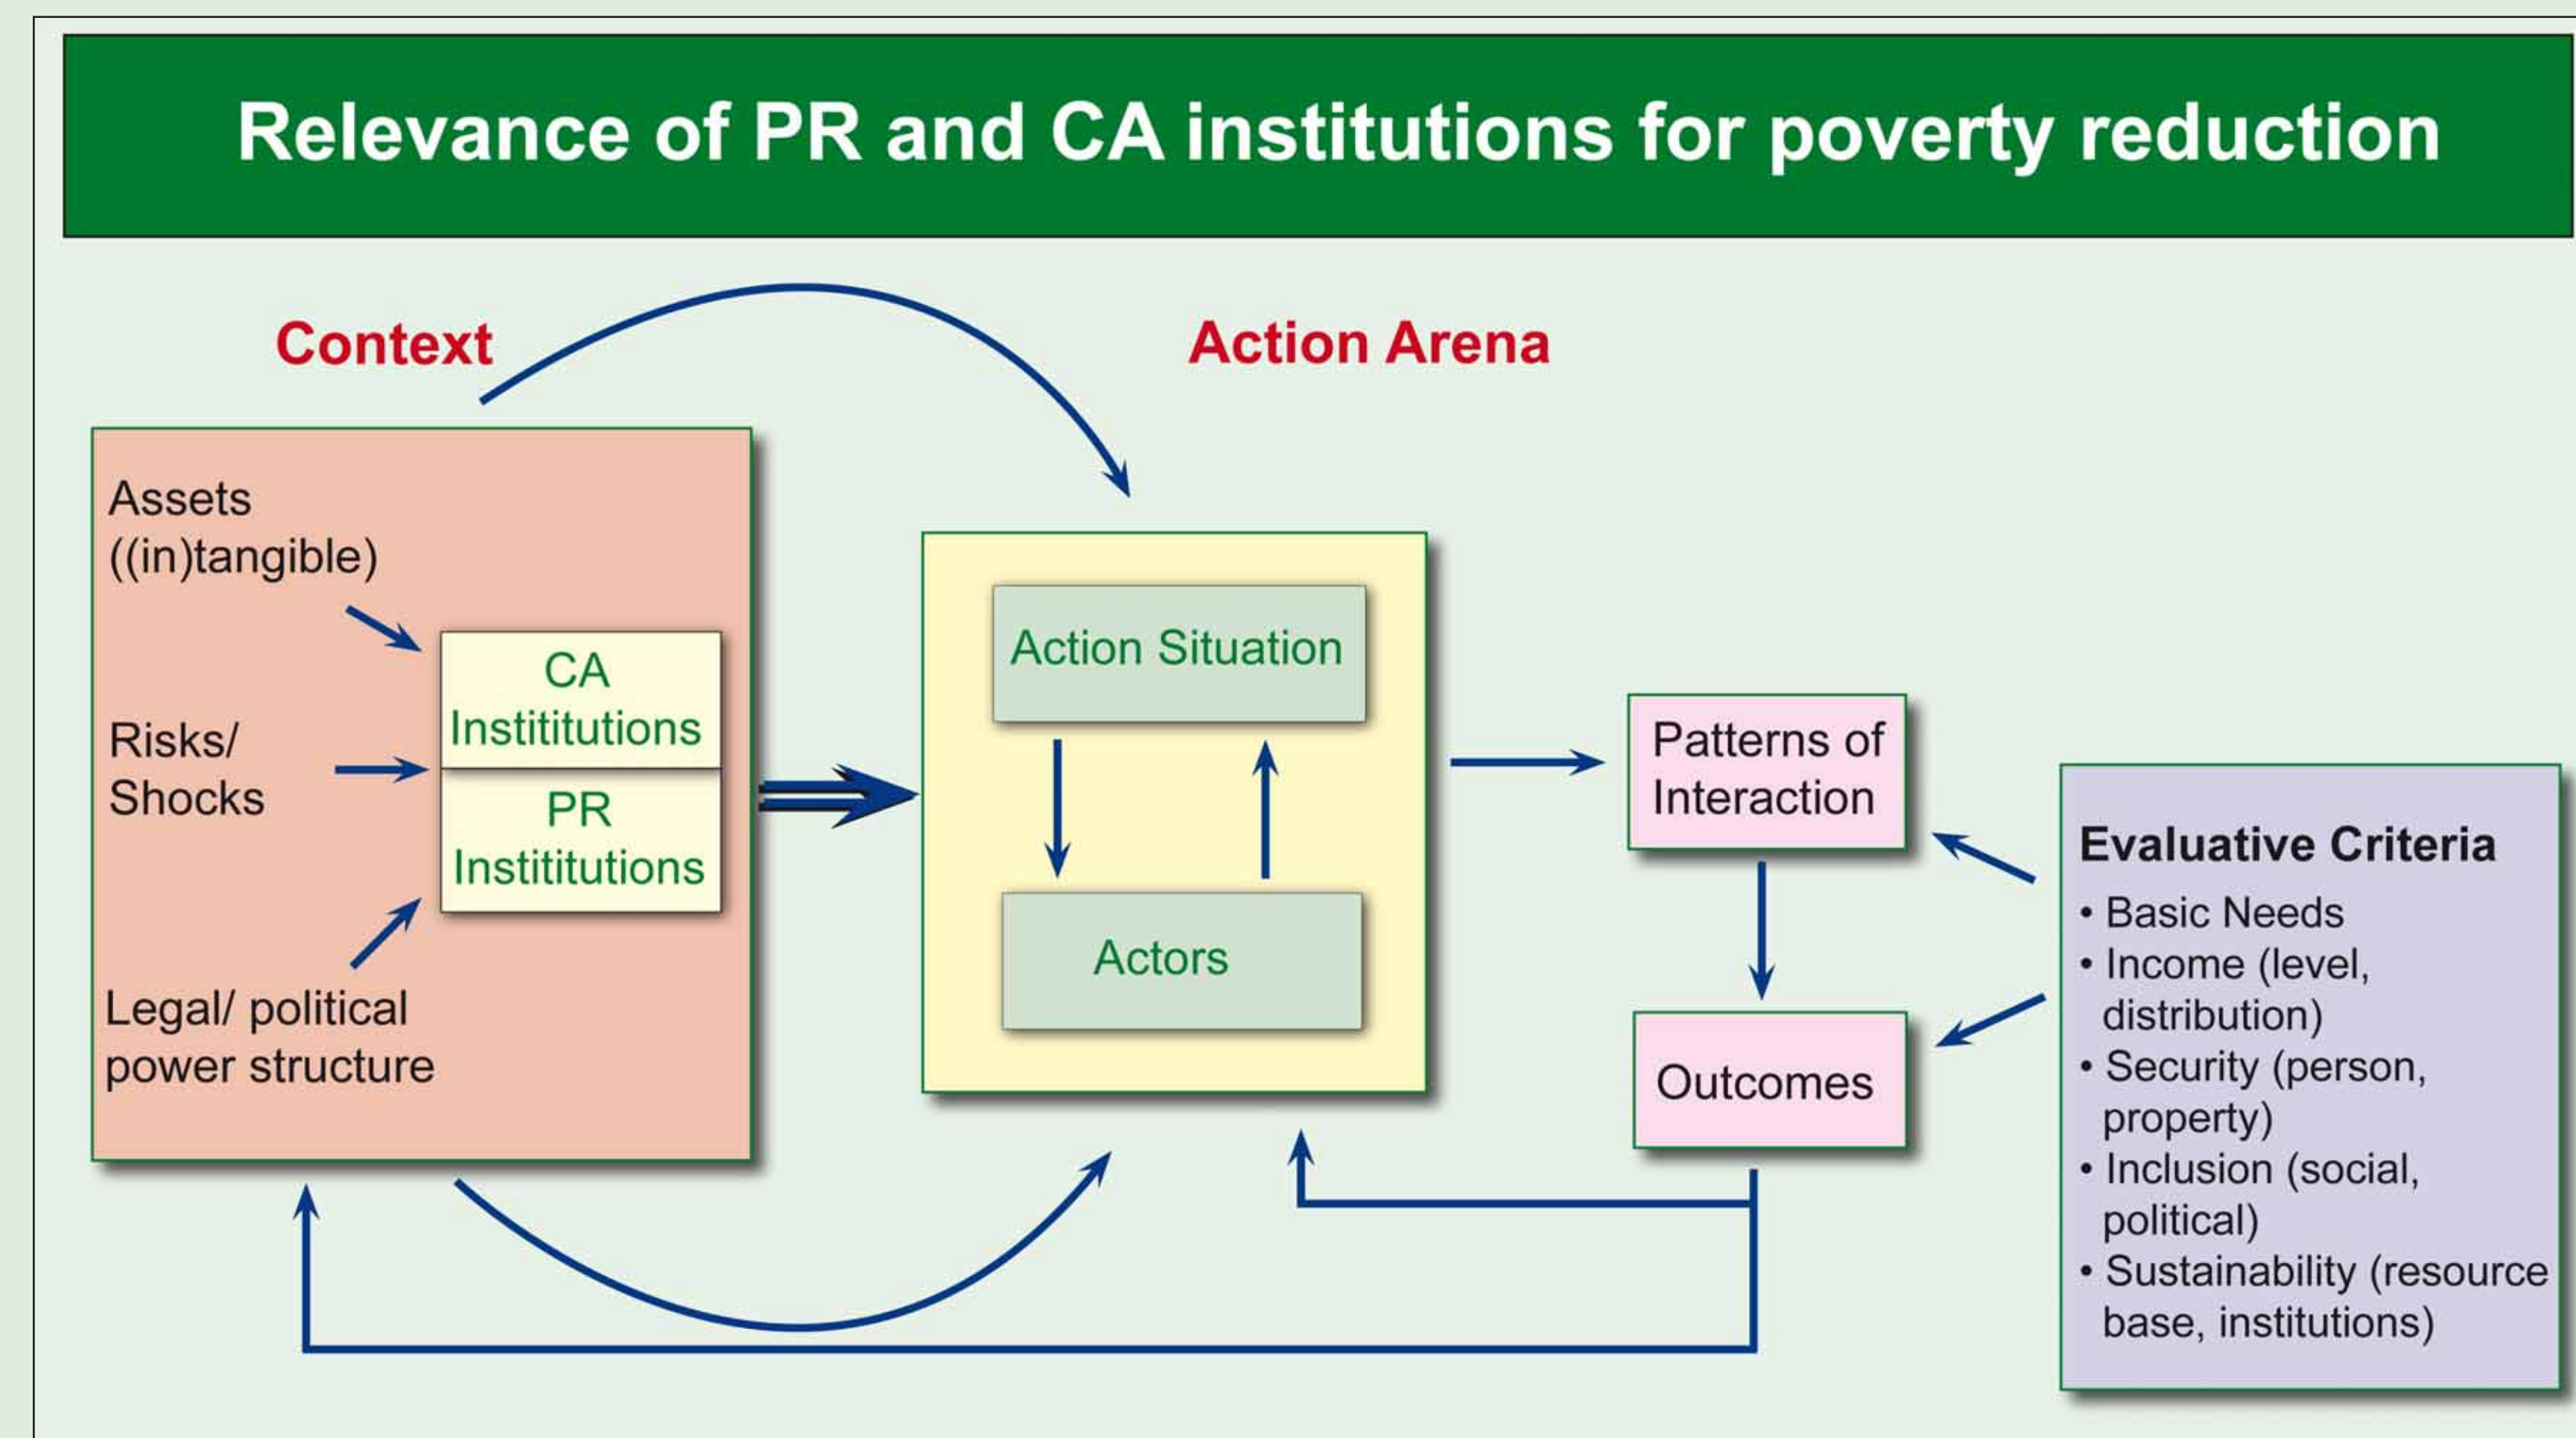 Relevance of PR and CA institutions for poverty reduction
Context
Action Arena
Assets
((in)tangible)
Risks/
Shocks
Legal/ political
power structure
CA
Instititutions
PR
Instititutions
Action Situation
Actors
Patterns of
Interaction
Outcomes
Evaluative Criteria
• Basic Needs
• Income (level,
distribution)
• Security (person,
property)
• Inclusion (social,
political)
• Sustainability (resource
base, institutions)